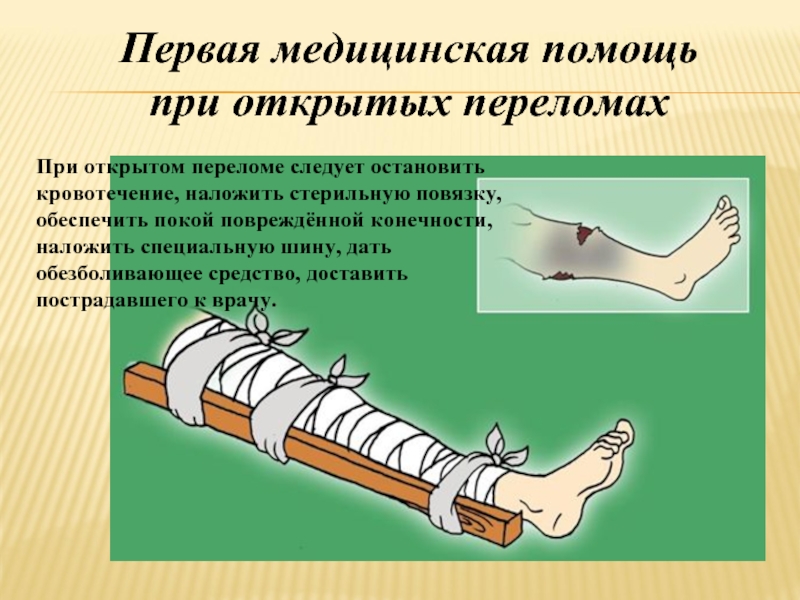 Первая медицинская помощь
при открытых переломах
При открытом переломе следует остановить
кровотечение, наложить стерильную повязку,
обеспечить покой повреждённой конечности,
наложить специальную шину, дать
обезболивающее средство, доставить
пострадавшего к врачу.